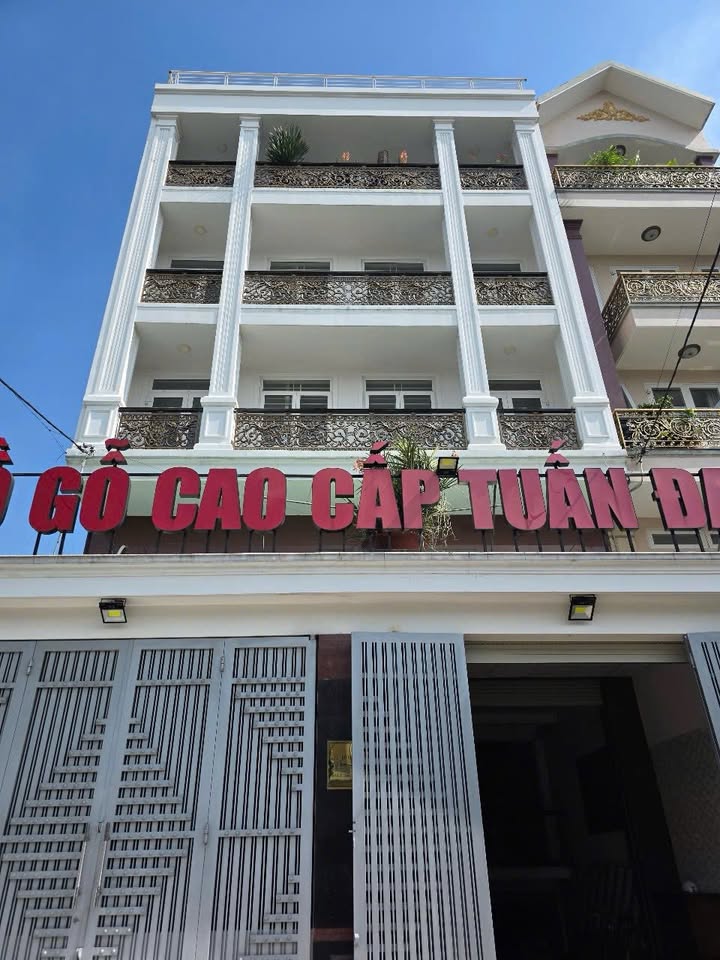 GỖ CAO CẤP TUẤN